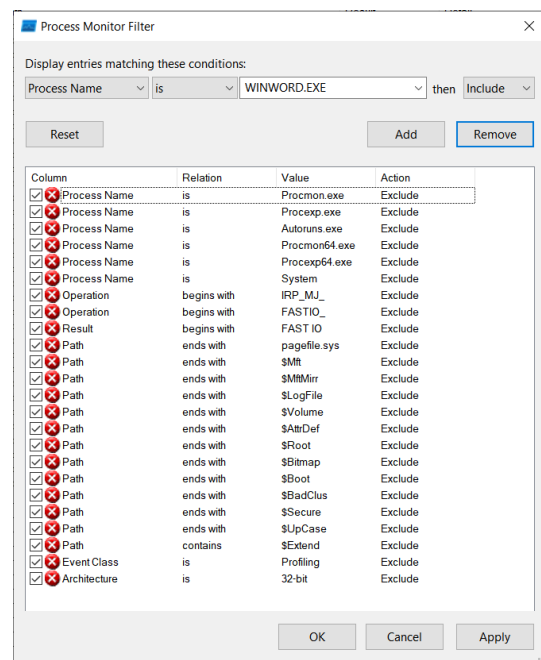 Process Monitor Filter
Display entries matching these conditions:
Process Name is WINWORD.EXE then Include
Reset Add Remove
Column Relation Value Action
Process Name is Procmon.exe Exclude
Process Name is Procexp.exe Exclude
Process Name is Autoruns.exe Exclude
Process Name is Procmon64.exe Exclude
Process Name is Procexp64.exe Exclude
Process Name is System Exclude
Operation begins with IRP_MJ_ Exclude
Operation begins with FASTIO_ Exclude
Result begins with FAST IO Exclude
Path ends with pagefile.sys Exclude
Path ends with $Mft Exclude
Path ends with $MftMirr Exclude
Path ends with $LogFile Exclude
Path ends with $Volume Exclude
Path ends with $AttrDef Exclude
Path ends with $Root Exclude
Path ends with $Bitmap Exclude
Path ends with $Boot Exclude
Path ends with $BadClus Exclude
Path ends with $Secure Exclude
Path ends with $UpCase Exclude
Path contains $Extend Exclude
Event Class is Profiling Exclude
Architecture is 32-bit Exclude
OK Cancel Apply